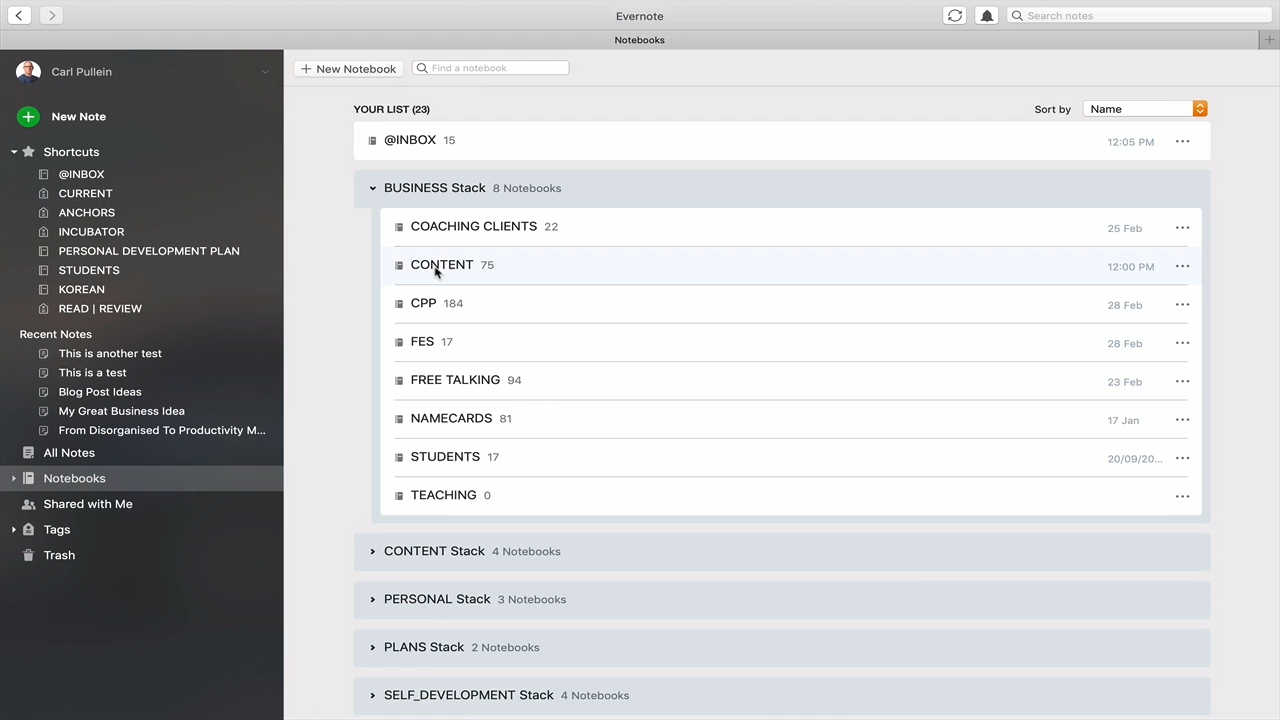 Evernote
Search notes
Notebooks
Carl Pullein
New Note
Shortcuts
@INBOX
CURRENT
ANCHORS
INCUBATOR
PERSONAL DEVELOPMENT PLAN
STUDENTS
KOREAN
READ | REVIEW
Recent Notes
This is another test
This is a test
Blog Post Ideas
My Great Business Idea
From Disorganised To Productivity M...
All Notes
Notebooks
Shared with Me
Tags
Trash
+ New Notebook
Find a notebook
YOUR LIST (23)
Sort by Name
@INBOX 15 12:05 PM
BUSINESS Stack 8 Notebooks
COACHING CLIENTS 22 25 Feb
CONTENT 75 12:00 PM
CPP 184 28 Feb
FES 17 28 Feb
FREE TALKING 94 23 Feb
NAMECARDS 81 17 Jan
STUDENTS 17 20/09/20...
TEACHING 0
CONTENT Stack 4 Notebooks
PERSONAL Stack 3 Notebooks
PLANS Stack 2 Notebooks
SELF_DEVELOPMENT Stack 4 Notebooks